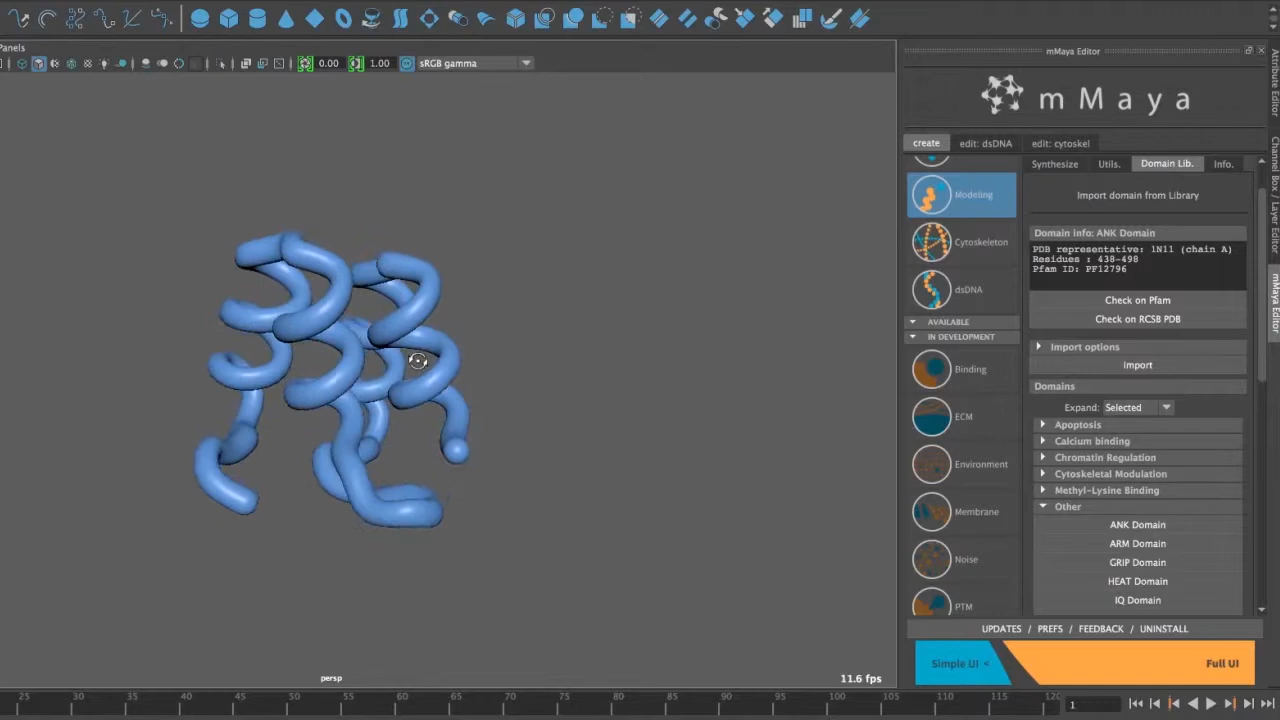 Panels
0.00
1.00
sRGB gamma
mMaya Editor
mMaya
create
edit: dsDNA
edit: cytoskel
Synthesize
Utils.
Domain Lib.
Info.
Modeling
Cytoskeleton
dsDNA
AVAILABLE
IN DEVELOPMENT
Binding
ECM
Environment
Membrane
Noise
PTM
Import domain from Library
Domain info: ANK Domain
PDB representative: 1N11 (chain A)
Residues : 438-498
Pfam ID: PF12796
Check on Pfam
Check on RCSB PDB
Import options
Import
Domains
Expand: Selected
Apoptosis
Calcium binding
Chromatin Regulation
Cytoskeletal Modulation
Methyl-Lysine Binding
Other
ANK Domain
ARM Domain
GRIP Domain
HEAT Domain
IQ Domain
UPDATES / PREFS / FEEDBACK / UNINSTALL
Simple UI <
Full UI
Attribute Editor
Channel Box / Layer Editor
mMaya Editor
persp
11.6 fps
25 30 35 40 45 50 55 60 65 70 75 80 85 90 95 100 105 110 115 120
1